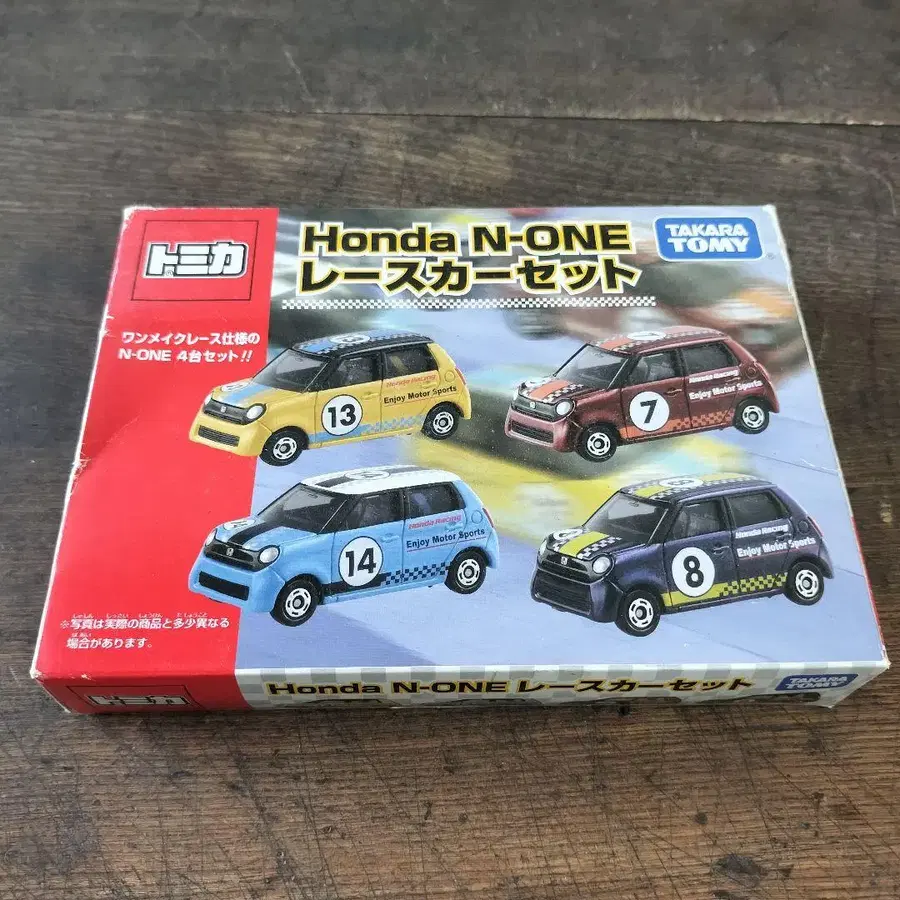 トミカ
Honda N-ONE
レースカーセット
TAKARA
TOMY
ワンメイクレース仕様の
N-ONE 4台セット!!
13
Honda Racing
Enjoy Motor Sports
7
Honda Racing
Enjoy Motor Sports
14
Honda Racing
Enjoy Motor Sports
8
Honda Racing
Enjoy Motor Sports
※写真は実際の商品と多少異なる
場合があります。
トミカ
Honda N-ONE レースカーセット
TAKARA
TOMY